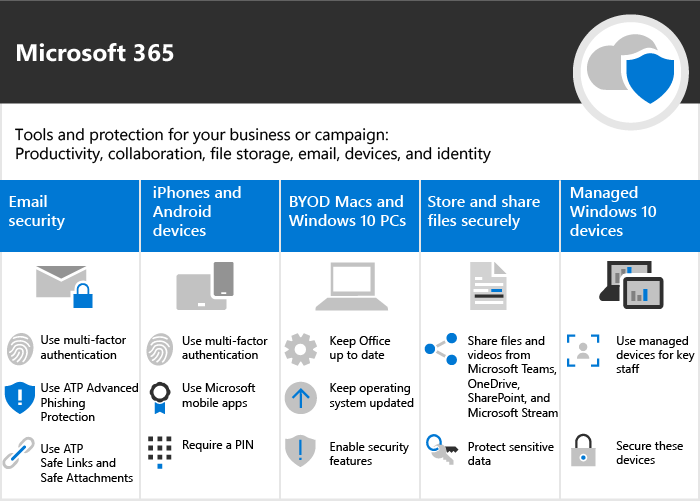 Microsoft 365
Tools and protection for your business or campaign:
Productivity, collaboration, file storage, email, devices, and identity
Email
security
Use multi-factor
authentication
Use ATP Advanced
Phishing
Protection
Use ATP
Safe Links and
Safe Attachments
iPhones and
Android
devices
Use multi-factor
authentication
Use Microsoft
mobile apps
Require a PIN
BYOD Macs and
Windows 10 PCs
Keep Office
up to date
Keep operating
system updated
Enable security
features
Store and share
files securely
Share files and
videos from
Microsoft Teams,
OneDrive,
SharePoint, and
Microsoft Stream
Protect sensitive
data
Managed
Windows 10
devices
Use managed
devices for key
staff
Secure these
devices